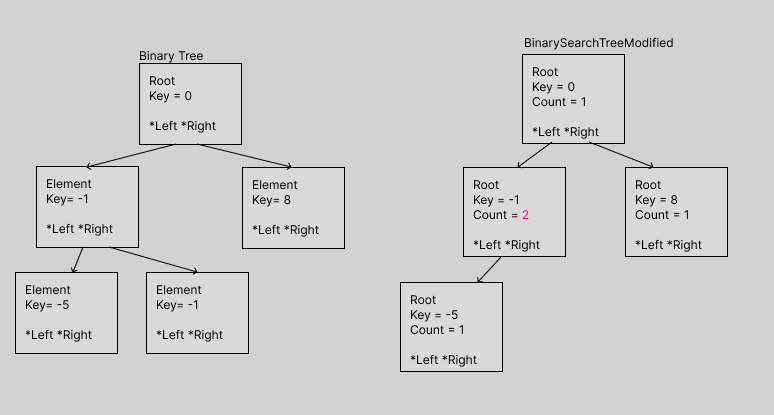 Binary Tree
Root
Key = 0
*Left *Right
Element
Key= -1
*Left *Right
Element
Key= 8
*Left *Right
Element
Key= -5
*Left *Right
Element
Key= -1
*Left *Right
BinarySearchTreeModified
Root
Key = 0
Count = 1
*Left *Right
Root
Key = -1
Count = 2
*Left *Right
Root
Key = 8
Count = 1
*Left *Right
Root
Key = -5
Count = 1
*Left *Right